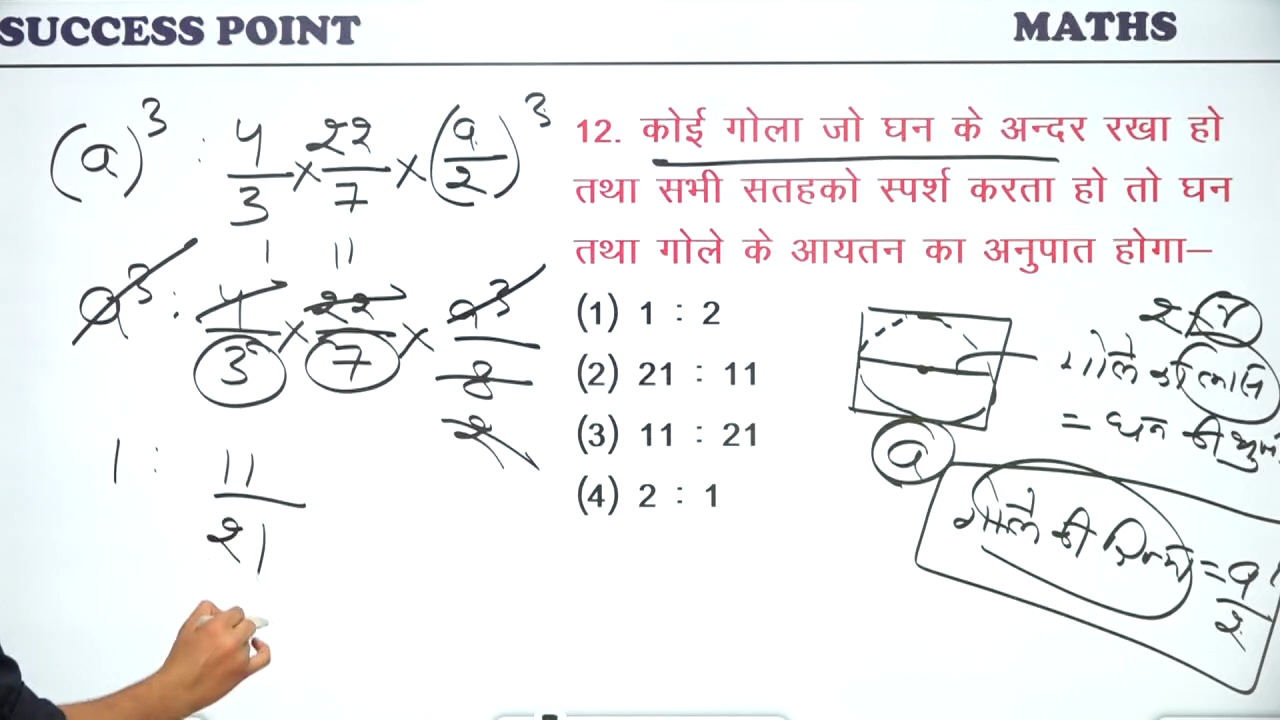 SUCCESS POINT
MATHS
(a)³ : 4/3 × 22/7 × (a/2)³
a³ : 4/3 × 22/7 × a³/8
1 11
2
1 : 11/21
12. कोई गोला जो घन के अन्दर रखा हो
तथा सभी सतहको स्पर्श करता हो तो घन
तथा गोले के आयतन का अनुपात होगा–
(1) 1 : 2
(2) 21 : 11
(3) 11 : 21
(4) 2 : 1
a
गोले की
= घन की
गोले की त्रिज्या = a/2